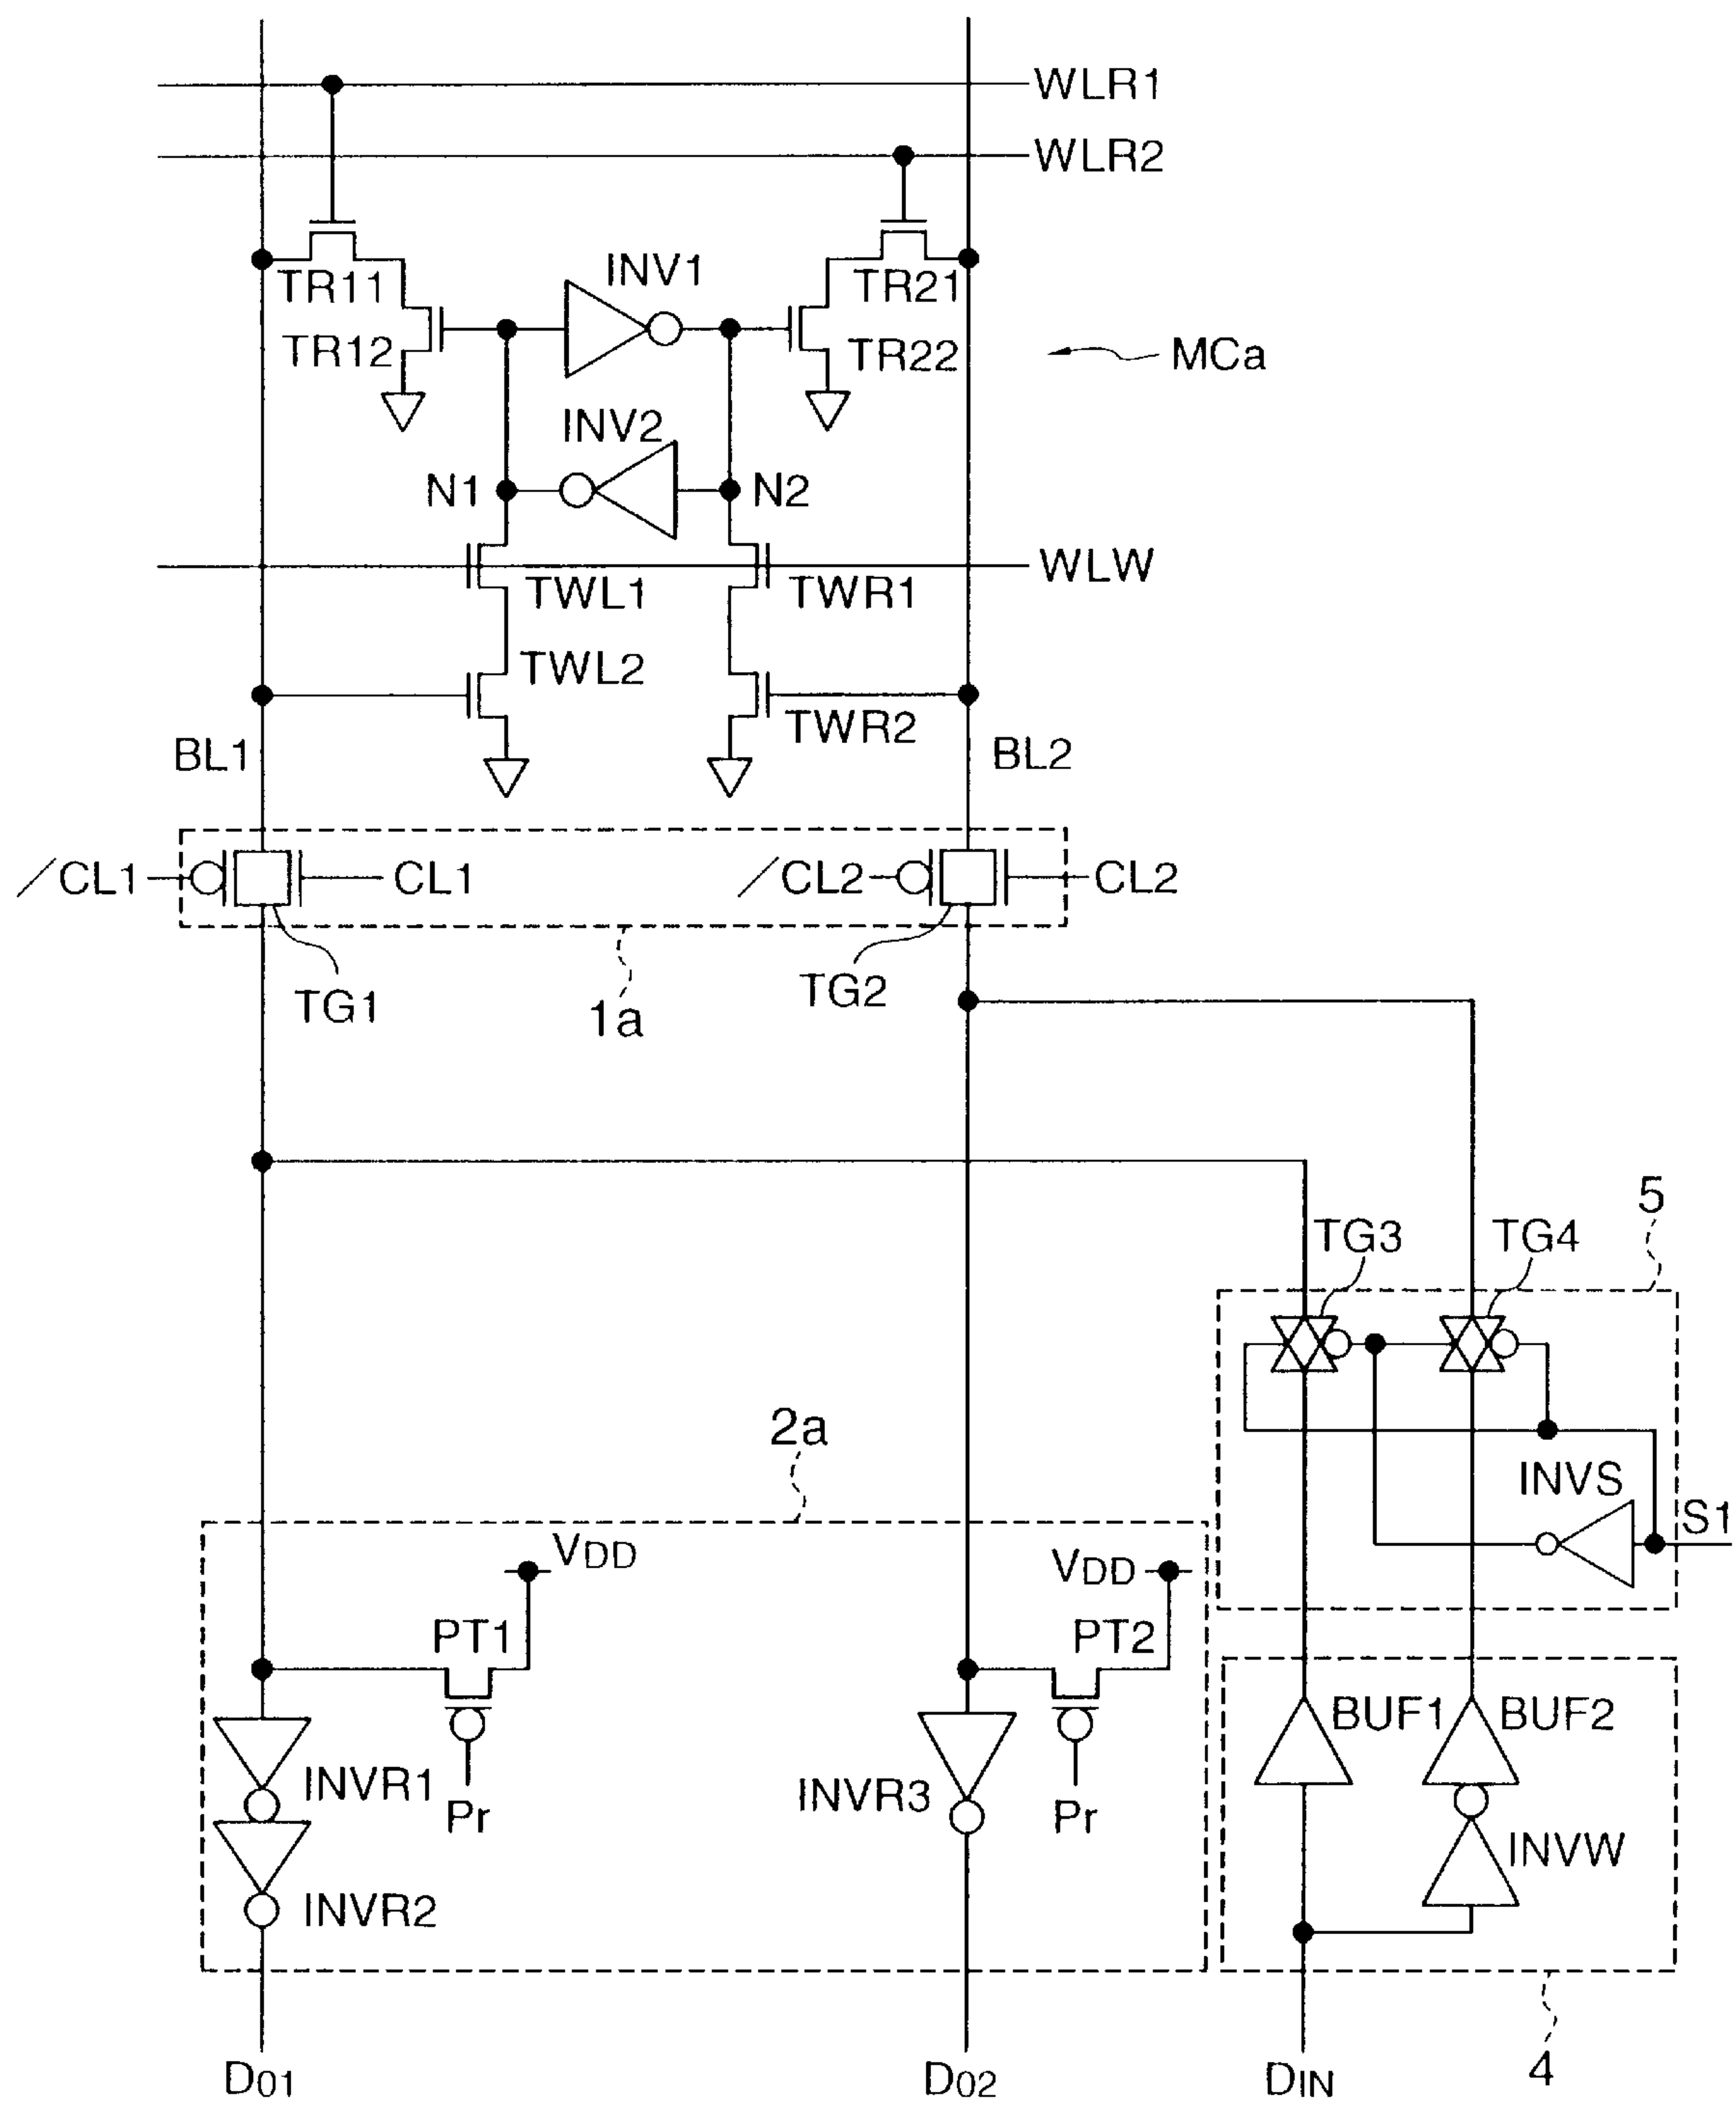 WLR1
WLR2
INV1
TR11
TR21
TR12
TR22
MCa
INV2
N1
N2
WLW
TWL1
TWR1
TWL2
TWR2
BL1
BL2
/CL1
CL1
/CL2
CL2
TG1
1a
TG2
5
TG3
TG4
2a
INVS
S1
VDD
VDD
PT1
PT2
BUF1
BUF2
INVR1
INVR3
Pr
Pr
INVW
INVR2
D01
D02
DIN
4